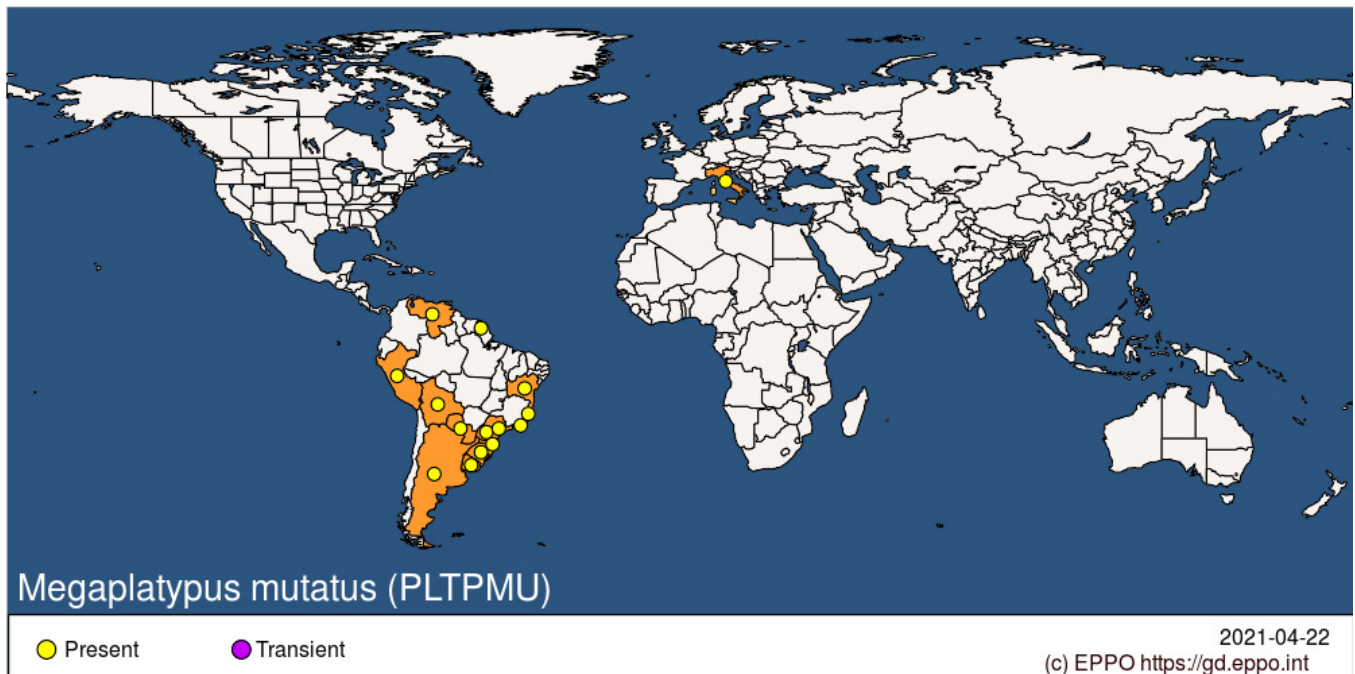 Megaplatypus mutatus (PLTPMU)
Present
Transient
2021-04-22
(c) EPPO https://gd.eppo.int